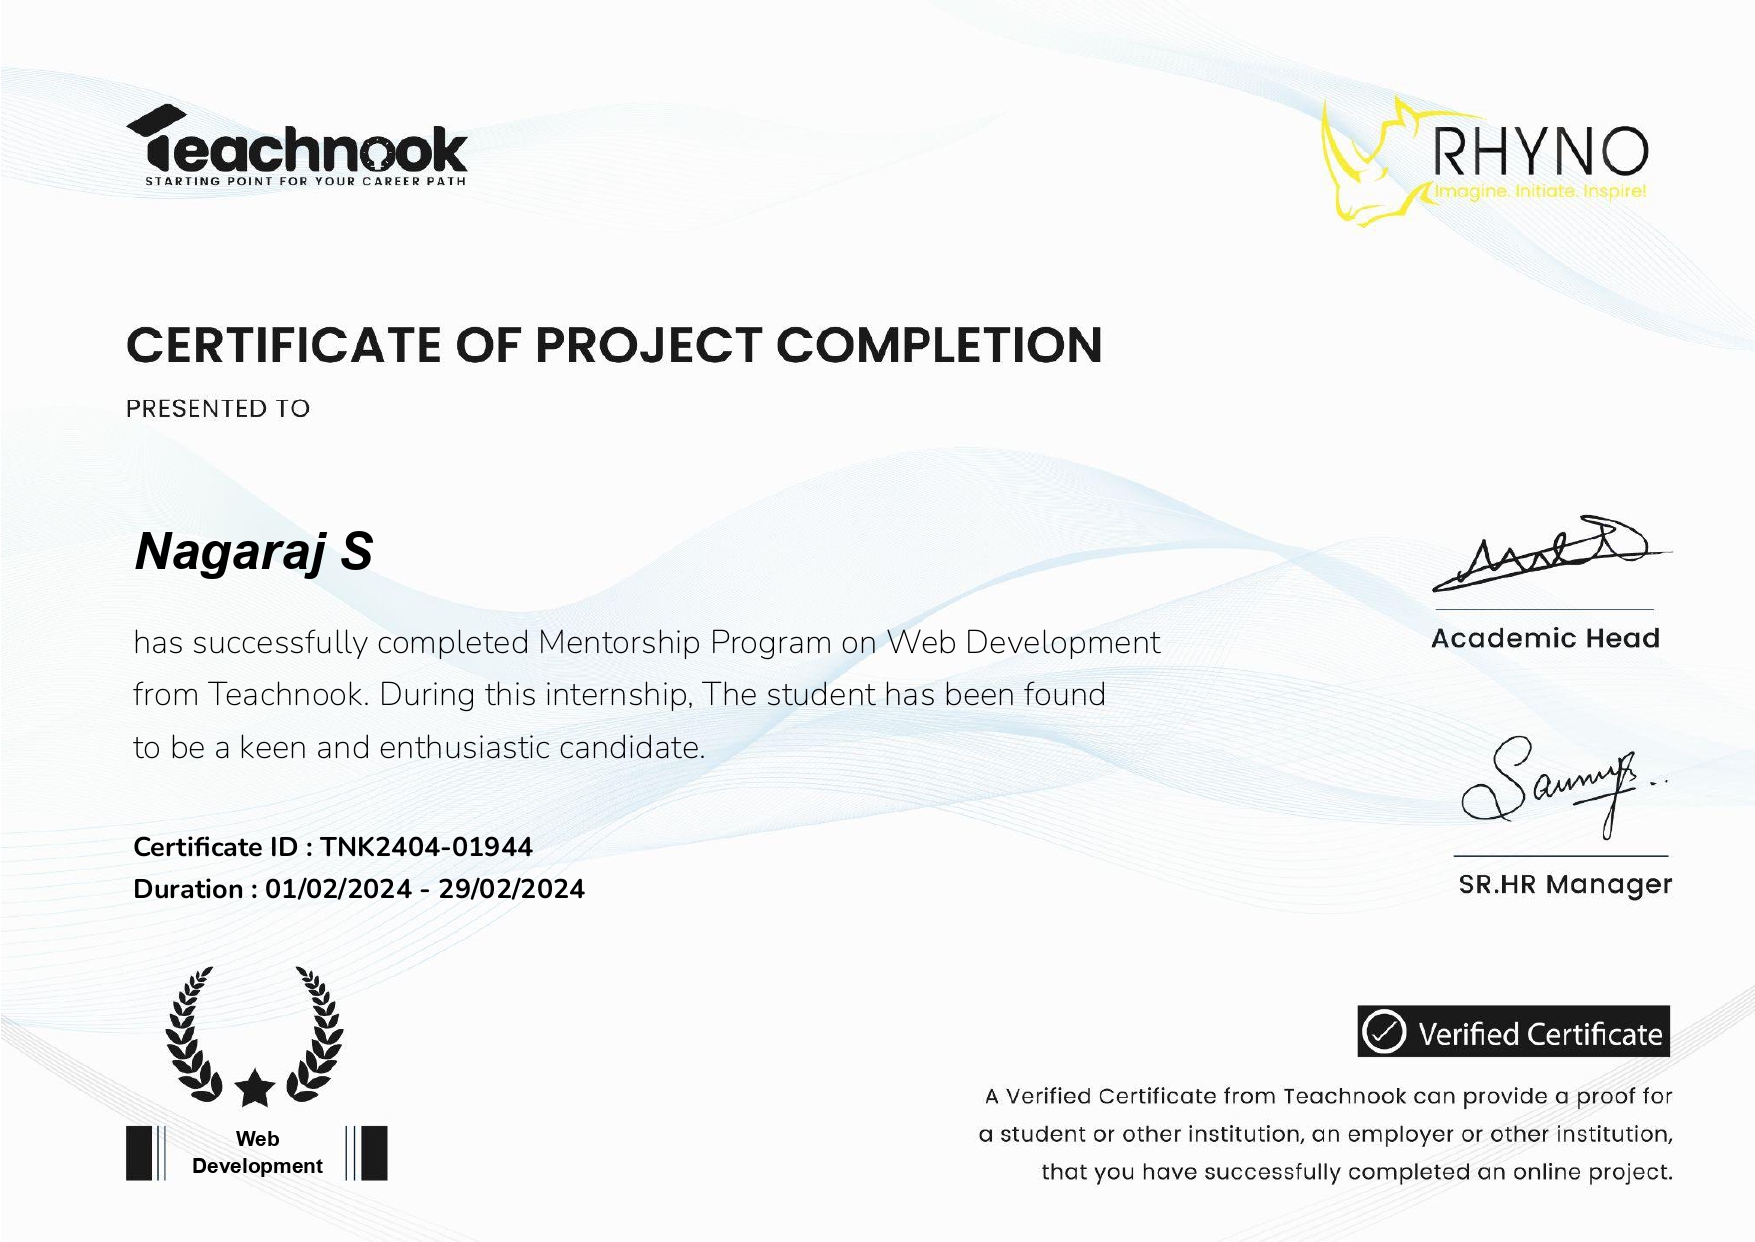 Teachnook
STARTING POINT FOR YOUR CAREER PATH
RHYNO
Imagine. Initiate. Inspire!
CERTIFICATE OF PROJECT COMPLETION
PRESENTED TO
Nagaraj S
has successfully completed Mentorship Program on Web Development
from Teachnook. During this internship, The student has been found
to be a keen and enthusiastic candidate.
Academic Head
SR.HR Manager
Certificate ID : TNK2404-01944
Duration : 01/02/2024 - 29/02/2024
Web
Development
Verified Certificate
A Verified Certificate from Teachnook can provide a proof for
a student or other institution, an employer or other institution,
that you have successfully completed an online project.